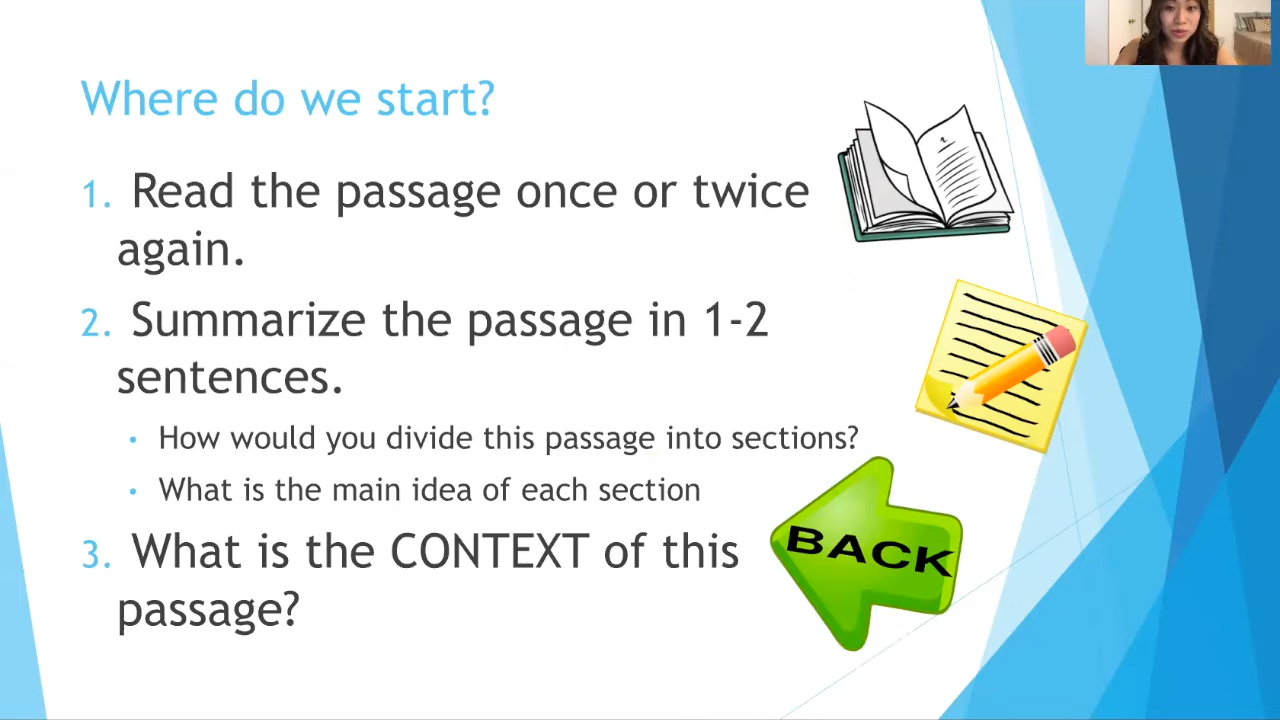 Where do we start?
1. Read the passage once or twice
again.
2. Summarize the passage in 1-2
sentences.
• How would you divide this passage into sections?
• What is the main idea of each section
3. What is the CONTEXT of this
passage?
BACK